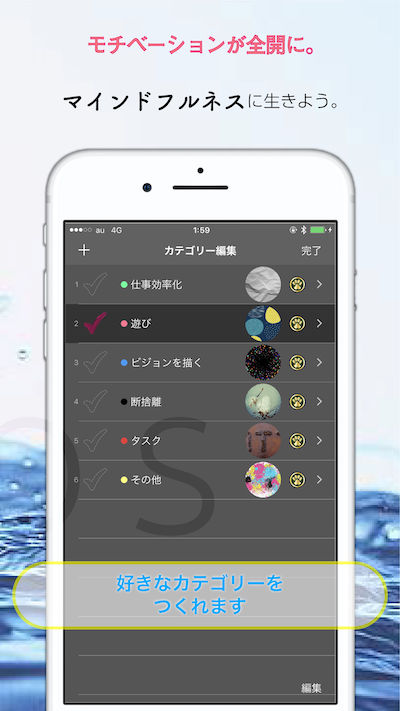 モチベーションが全開に。
マインドフルネスに生きよう。
au 4G 1:59
カテゴリー編集 完了
1 仕事効率化
2 遊び
3 ビジョンを描く
4 断捨離
5 タスク
6 その他
OS
好きなカテゴリーを
つくれます
編集